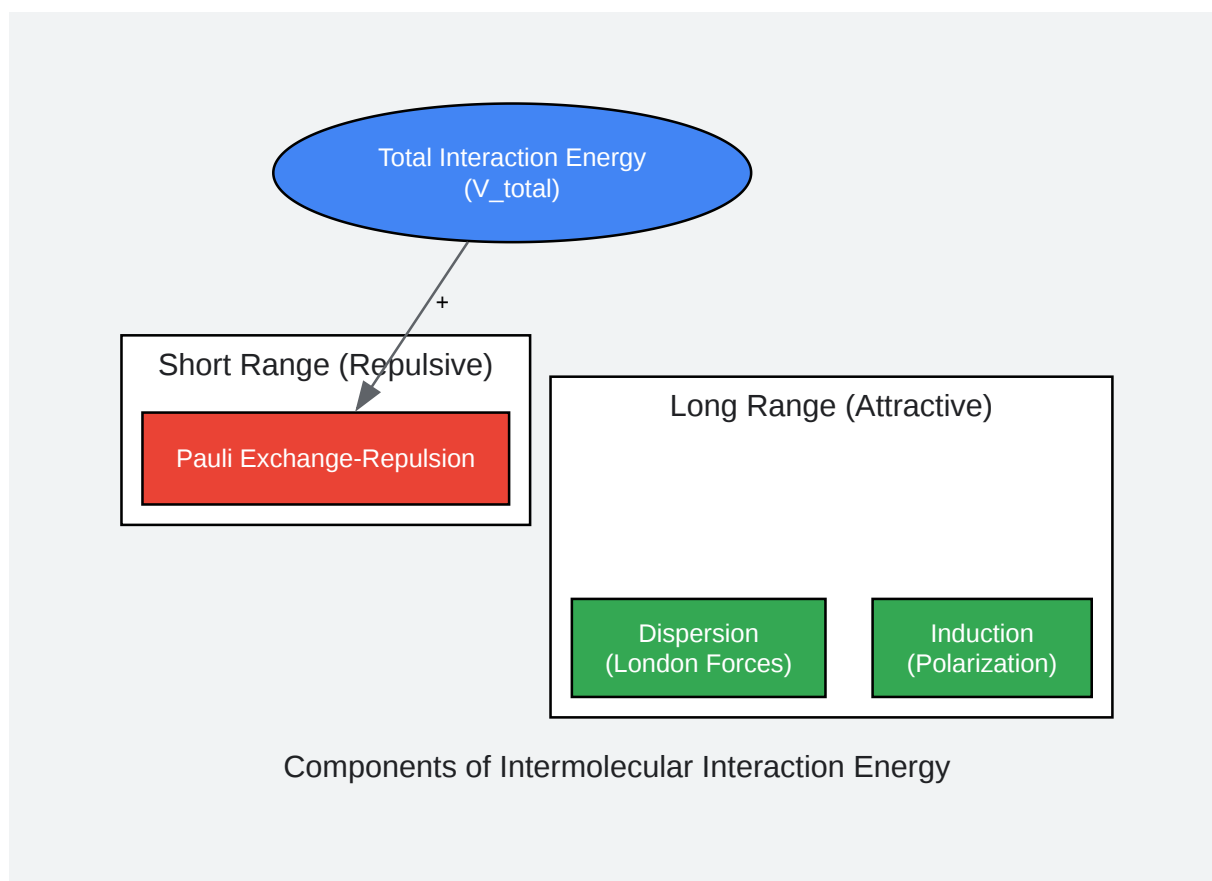 Total Interaction Energy
(V_total)
+
Short Range (Repulsive)
Pauli Exchange-Repulsion
Long Range (Attractive)
Dispersion
(London Forces)
Induction
(Polarization)
Components of Intermolecular Interaction Energy